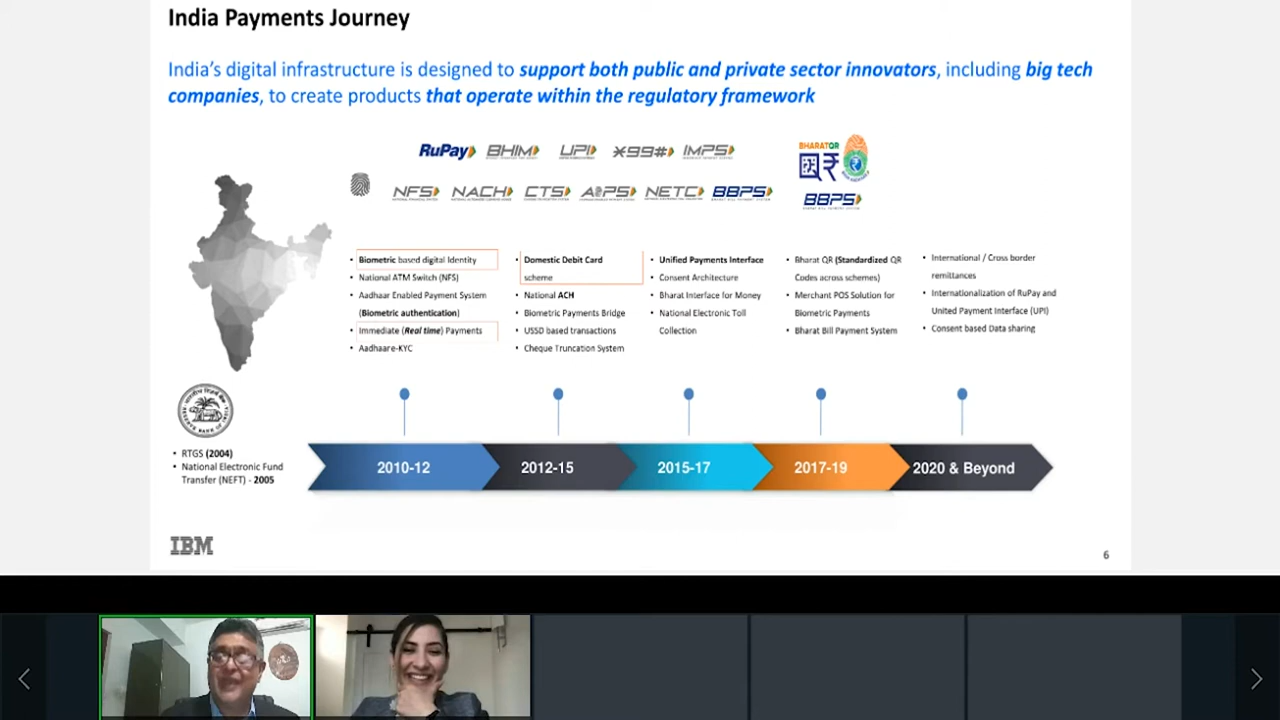 India Payments Journey
India's digital infrastructure is designed to support both public and private sector innovators, including big tech
companies, to create products that operate within the regulatory framework
RuPay BHIM UPI *99# IMPS
BHARATQR
NFS NACH CTS AePS NETC BBPS
NATIONAL FINANCIAL SWITCH
BBPS
• Biometric based digital Identity
• National ATM Switch (NFS)
• Aadhaar Enabled Payment System
(Biometric authentication)
• Immediate (Real time) Payments
• Aadhaare-KYC
• Domestic Debit Card
scheme
• National ACH
• Biometric Payments Bridge
• USSD based transactions
• Cheque Truncation System
• Unified Payments Interface
• Consent Architecture
• Bharat Interface for Money
• National Electronic Toll
Collection
• Bharat QR (Standardized QR
Codes across schemes)
• Merchant POS Solution for
Biometric Payments
• Bharat Bill Payment System
• International / Cross border
remittances
• Internationalization of RuPay and
United Payment Interface (UPI)
• Consent based Data sharing
• RTGS (2004)
• National Electronic Fund
Transfer (NEFT) - 2005
2010-12
2012-15
2015-17
2017-19
2020 & Beyond
IBM
6